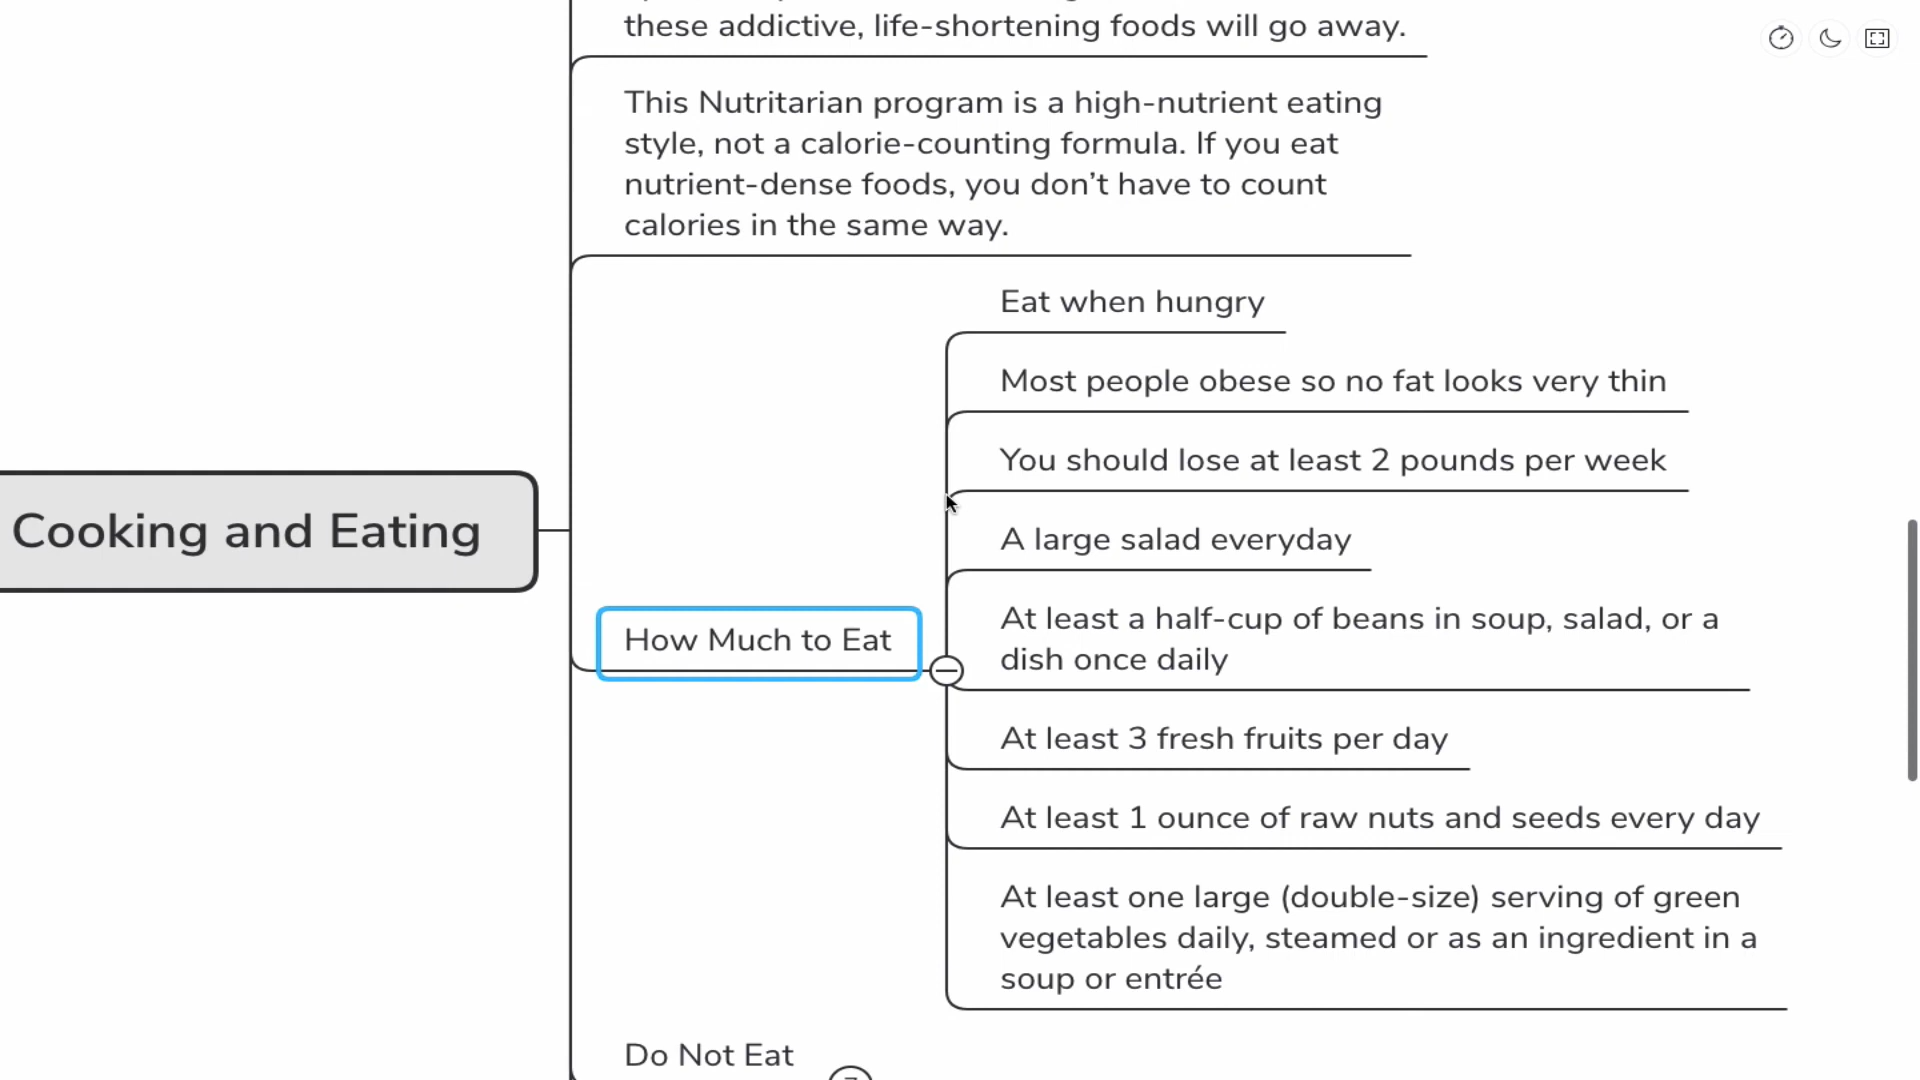 these addictive, life-shortening foods will go away.
This Nutritarian program is a high-nutrient eating
style, not a calorie-counting formula. If you eat
nutrient-dense foods, you don’t have to count
calories in the same way.
Cooking and Eating
How Much to Eat
Eat when hungry
Most people obese so no fat looks very thin
You should lose at least 2 pounds per week
A large salad everyday
At least a half-cup of beans in soup, salad, or a
dish once daily
At least 3 fresh fruits per day
At least 1 ounce of raw nuts and seeds every day
At least one large (double-size) serving of green
vegetables daily, steamed or as an ingredient in a
soup or entrée
Do Not Eat